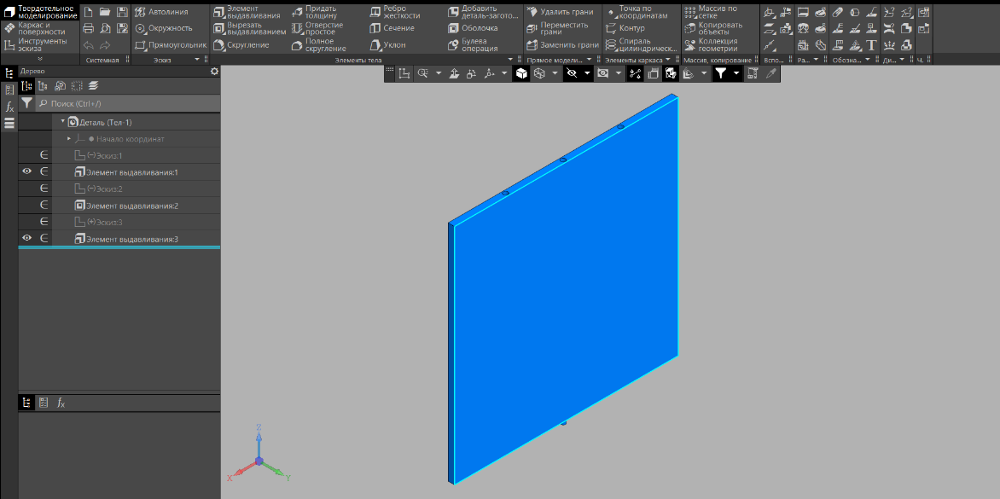 Твердотельное
моделирование
Каркас и
поверхности
Инструменты
эскиза
Системная
Автолиния
Окружность
Прямоугольник
Эскиз
Элемент
выдавливания
Вырезать
выдавливанием
Скругление
Придать
толщину
Отверстие
простое
Полное
скругление
Ребро
жесткости
Сечение
Уклон
Добавить
деталь-загото...
Оболочка
Булева
операция
Элементы тела
Удалить грани
Переместить
грани
Заменить грани
Прямое модели...
Точка по
координатам
Контур
Спираль
цилиндрическ...
Элементы каркаса
Массив по
сетке
Копировать
объекты
Коллекция
геометрии
Массив, копирование
Вспо...
Ра...
Обозна...
Ди...
Ч.
Дерево
Поиск (Ctrl+/)
Деталь (Тел-1)
Начало координат
(−)Эскиз:1
Элемент выдавливания:1
(−)Эскиз:2
Элемент выдавливания:2
(+)Эскиз:3
Элемент выдавливания:3
fx
fx
Z
X
Y